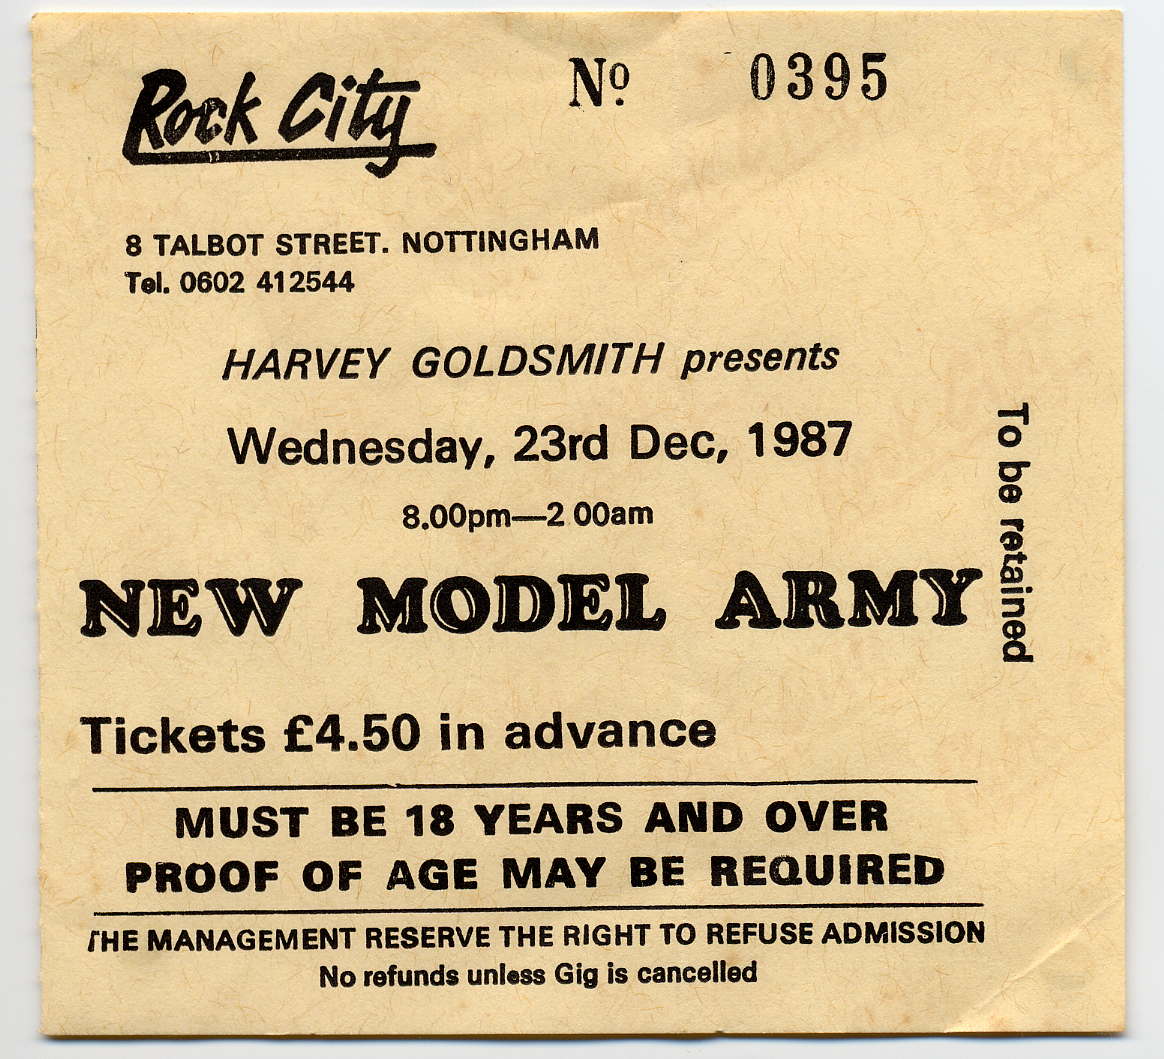 Rock City
Nº 0395
8 TALBOT STREET. NOTTINGHAM
Tel. 0602 412544
HARVEY GOLDSMITH presents
Wednesday, 23rd Dec, 1987
8.00pm—2 00am
NEW MODEL ARMY
To be retained
Tickets £4.50 in advance
MUST BE 18 YEARS AND OVER
PROOF OF AGE MAY BE REQUIRED
THE MANAGEMENT RESERVE THE RIGHT TO REFUSE ADMISSION
No refunds unless Gig is cancelled